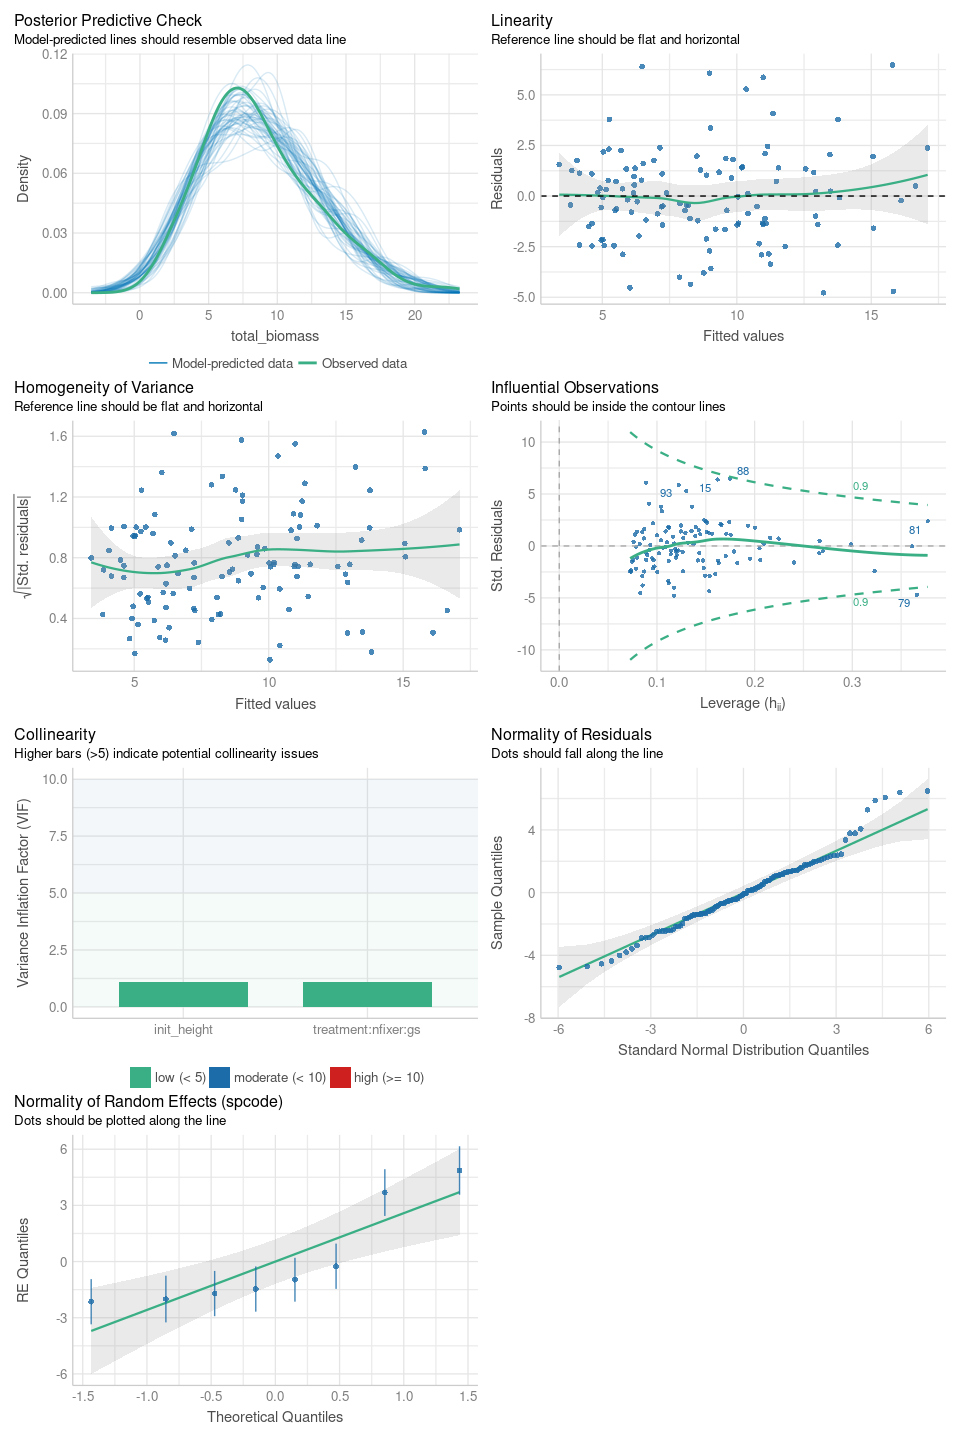 Posterior Predictive Check
Model-predicted lines should resemble observed data line
0.12
0.09
0.06
0.03
0.00
Density
0 5 10 15 20
total_biomass
Model-predicted data Observed data
Linearity
Reference line should be flat and horizontal
5.0
2.5
0.0
-2.5
-5.0
Residuals
5 10 15
Fitted values
Homogeneity of Variance
Reference line should be flat and horizontal
1.6
1.2
0.8
0.4
√|Std. residuals|
5 10 15
Fitted values
Influential Observations
Points should be inside the contour lines
10
5
0
-5
-10
Std. Residuals
88
93 15 0.9
81
0.9 79
0.0 0.1 0.2 0.3
Leverage (hii)
Collinearity
Higher bars (>5) indicate potential collinearity issues
10.0
7.5
5.0
2.5
0.0
Variance Inflation Factor (VIF)
init_height treatment:nfixer:gs
low (< 5) moderate (< 10) high (>= 10)
Normality of Residuals
Dots should fall along the line
4
0
-4
-8
Sample Quantiles
-6 -3 0 3 6
Standard Normal Distribution Quantiles
Normality of Random Effects (spcode)
Dots should be plotted along the line
6
3
0
-3
-6
RE Quantiles
-1.5 -1.0 -0.5 0.0 0.5 1.0 1.5
Theoretical Quantiles